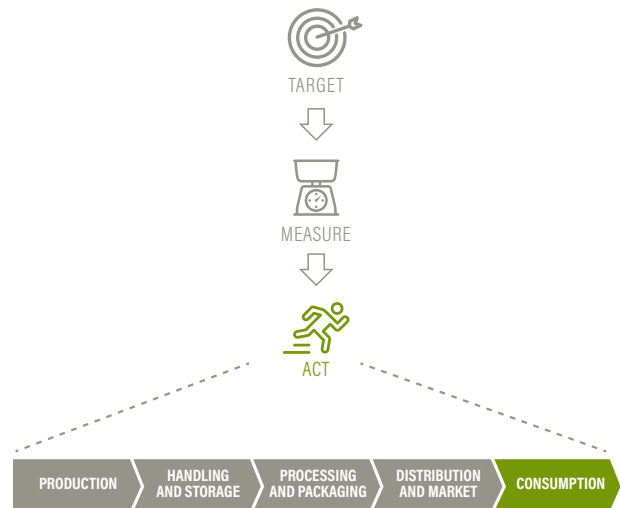 TARGET
MEASURE
ACT
PRODUCTION
HANDLING
AND STORAGE
PROCESSING
AND PACKAGING
DISTRIBUTION
AND MARKET
CONSUMPTION